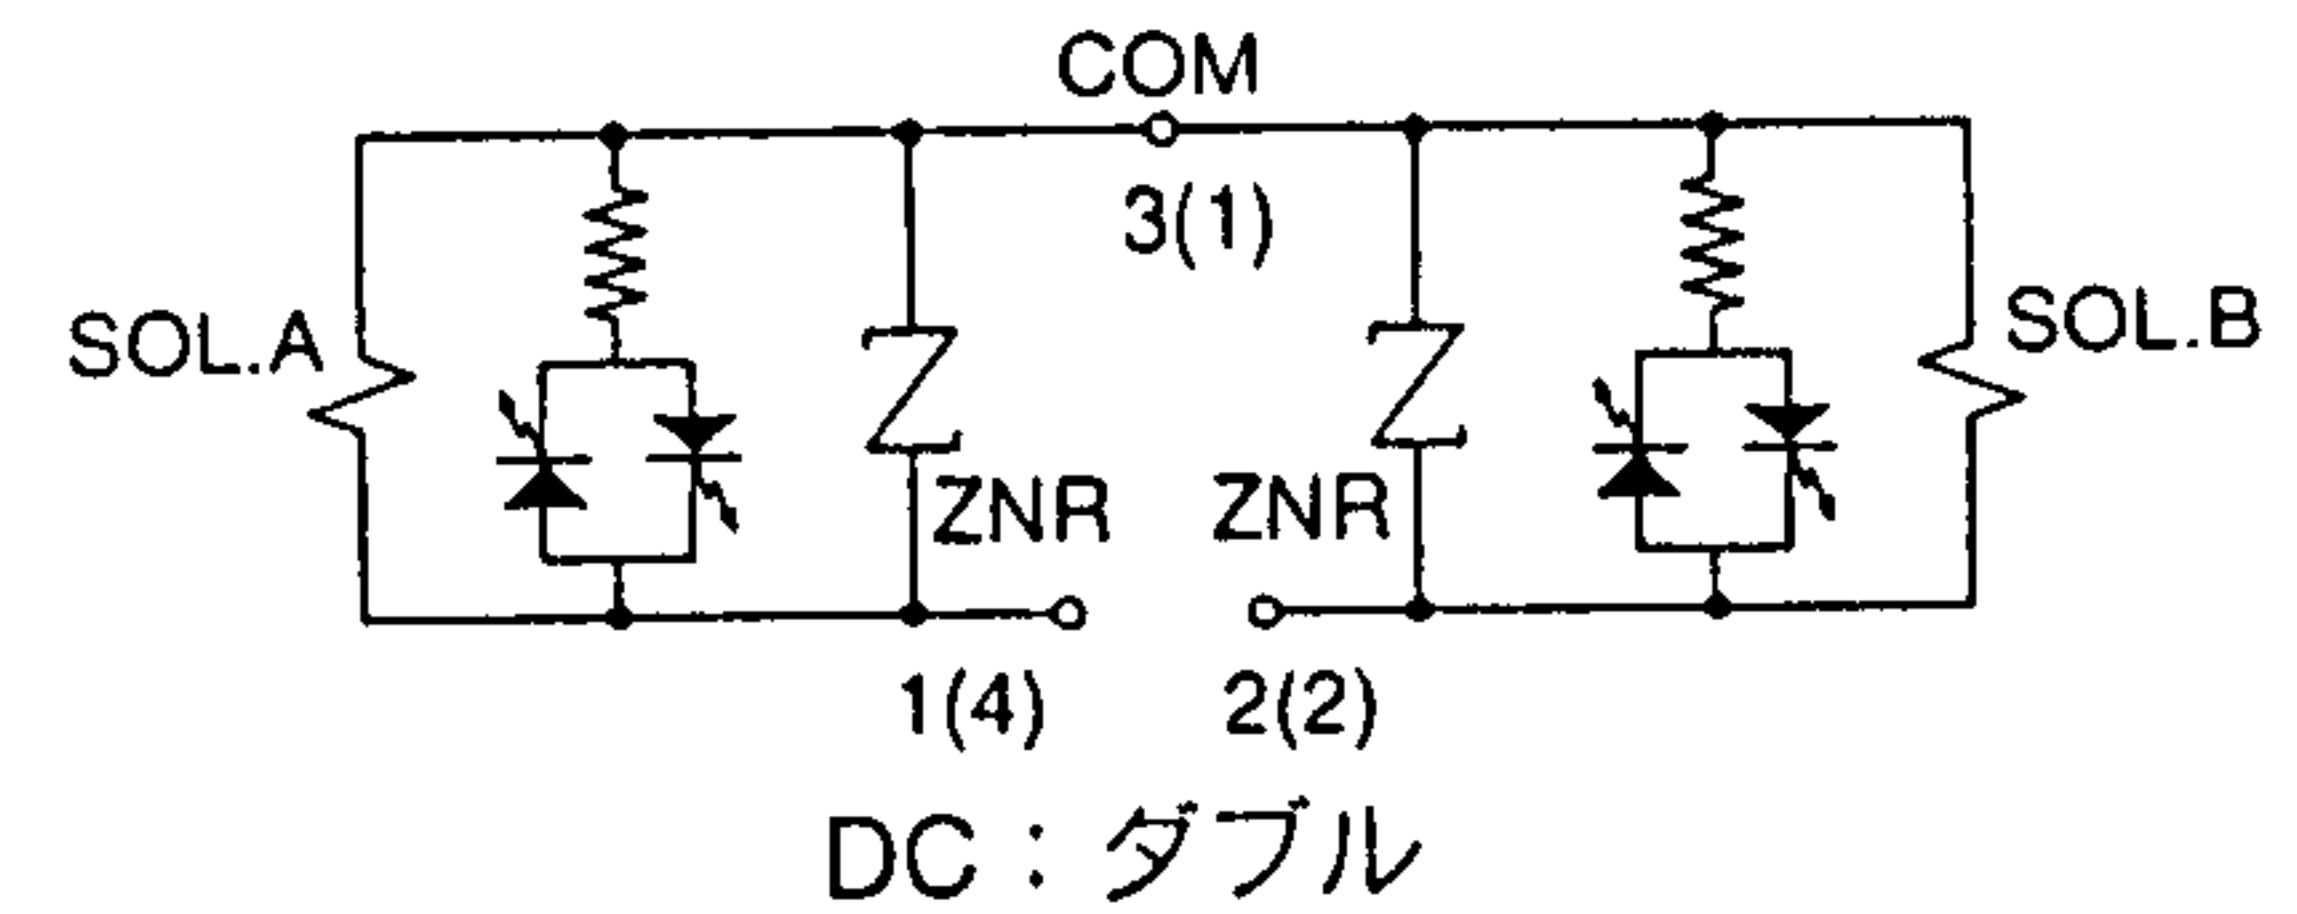 COM
3(1)
SOL.A
SOL.B
ZNR
ZNR
1(4)
2(2)
DC：ダブル